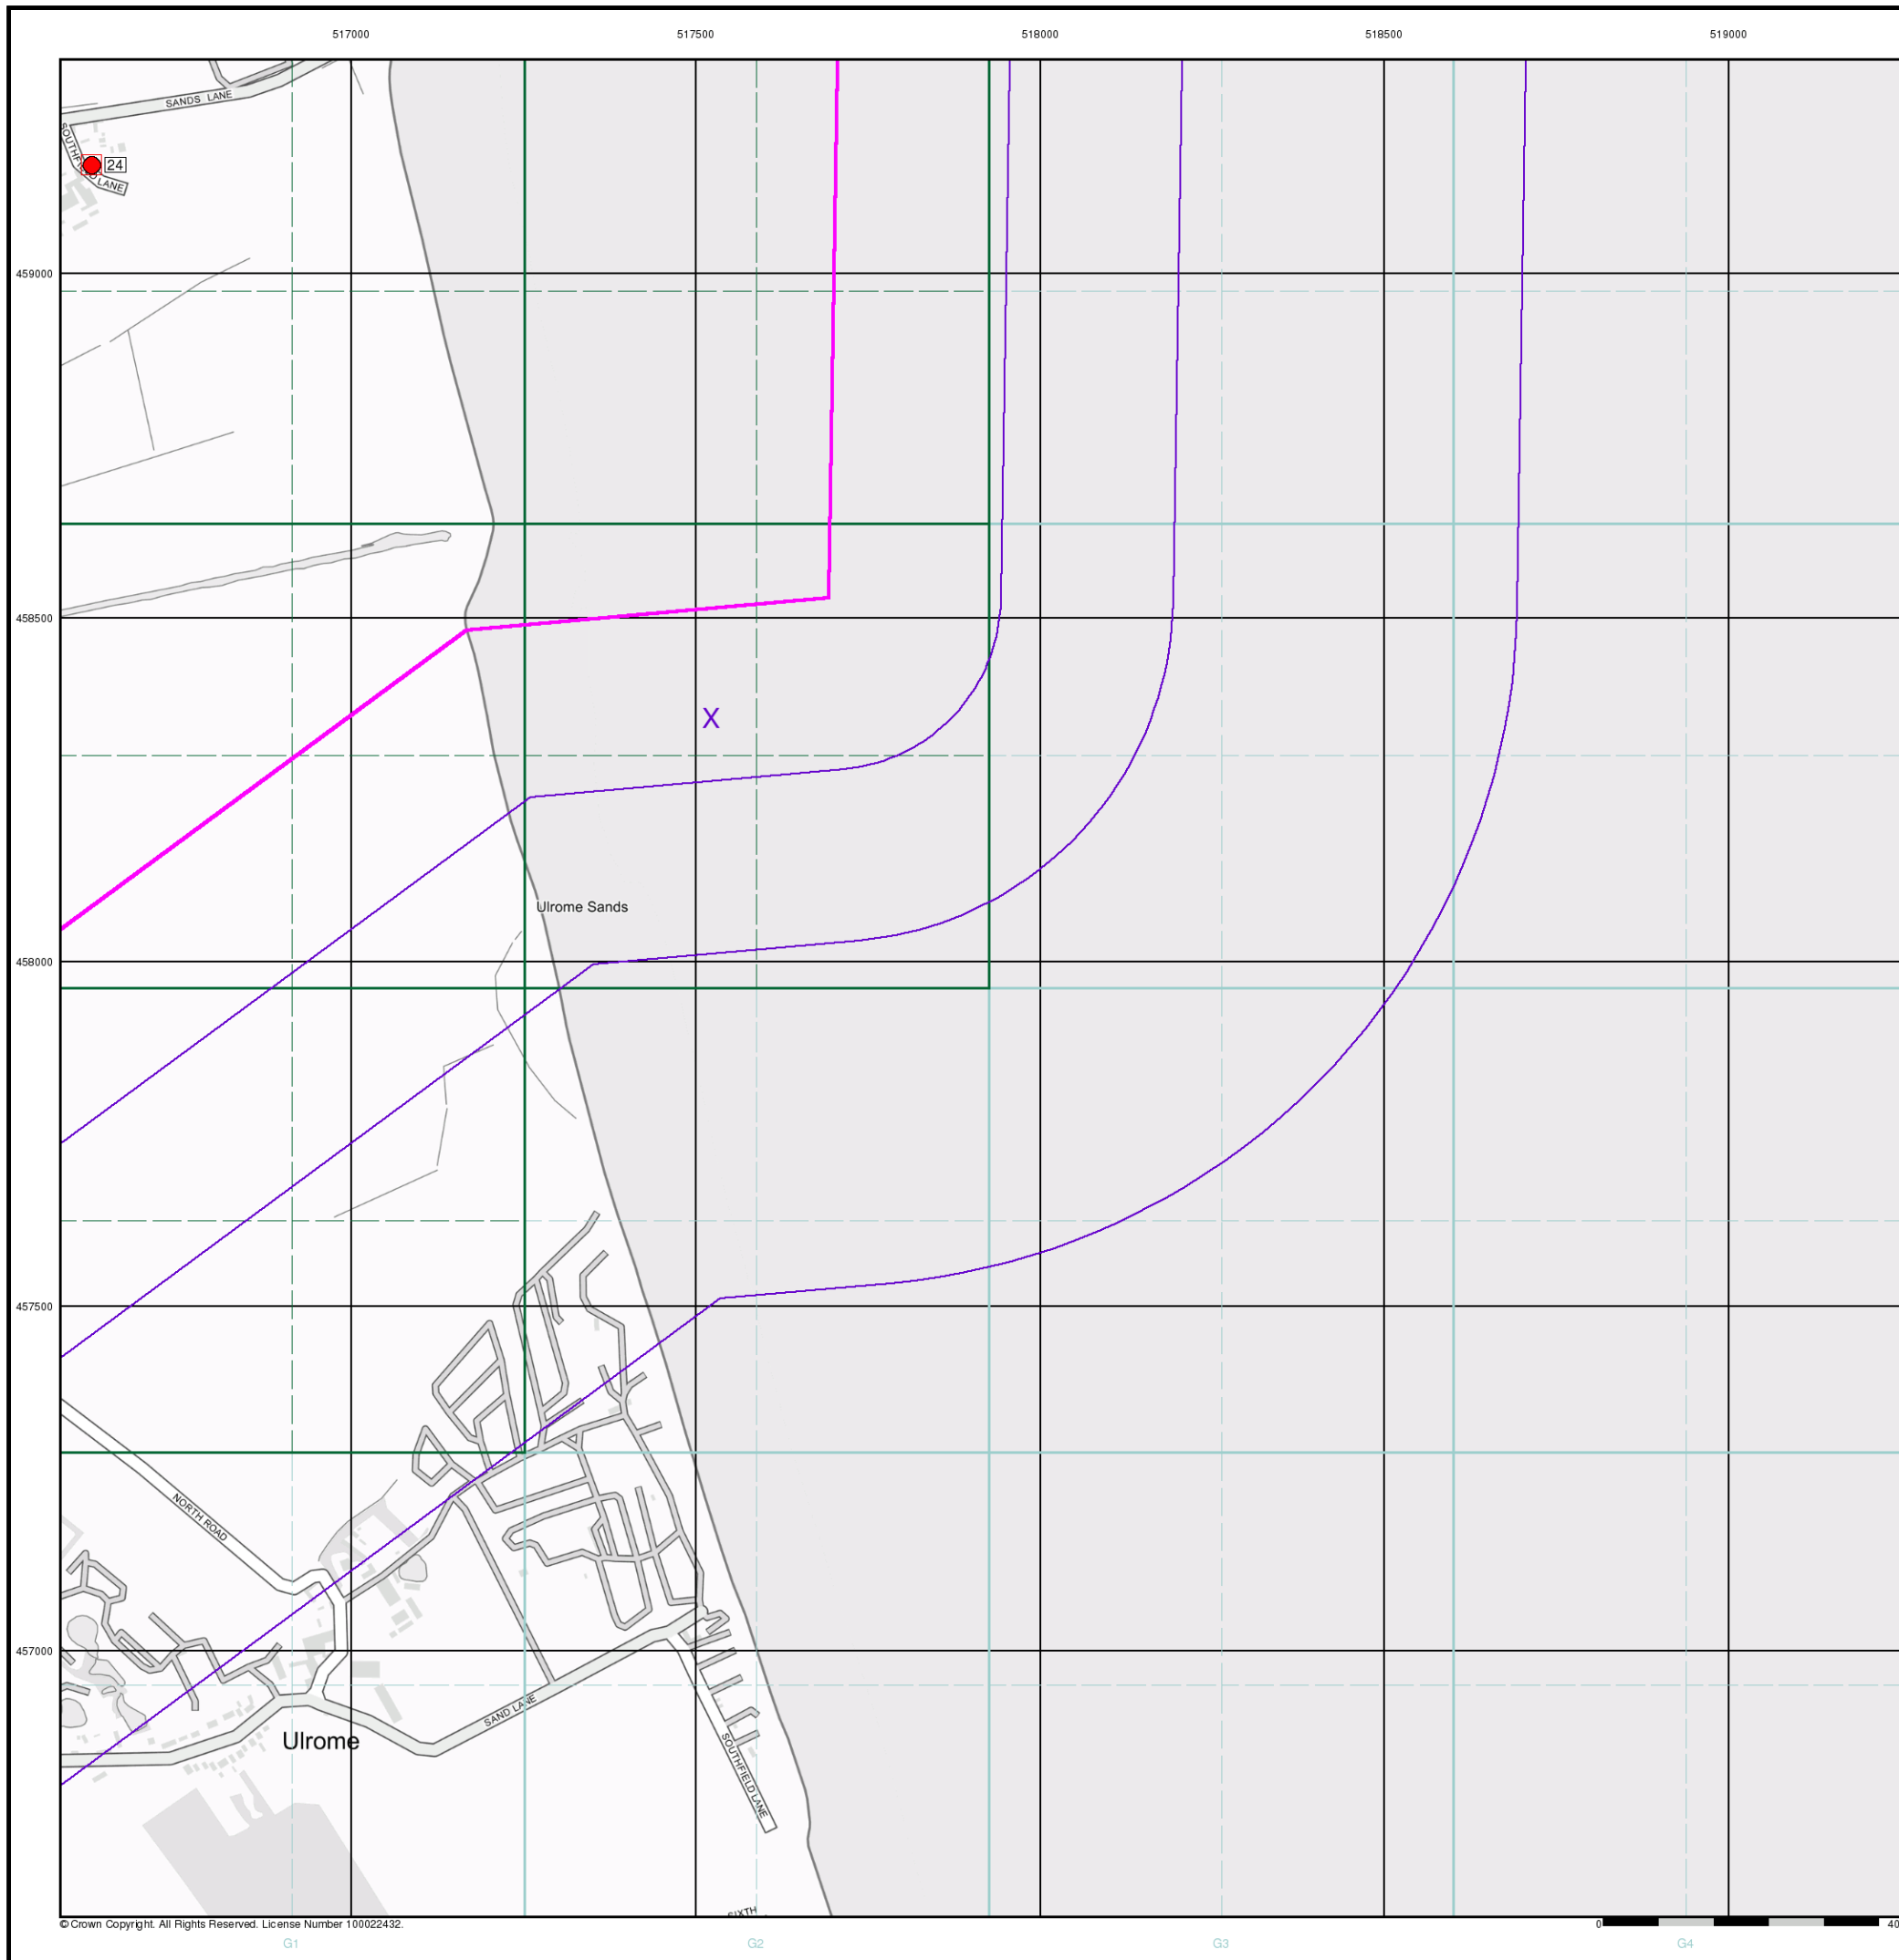 517000 517500 518000 518500 519000
SANDS LANE
SOUTHFIELD LANE
24
459000
458500
X
Ulrome Sands
458000
457500
NORTH ROAD
457000
SAND LANE
Ulrome
SOUTHFIELD LANE
SIXTH
© Crown Copyright. All Rights Reserved. License Number 100022432.
0 40
G1 G2 G3 G4